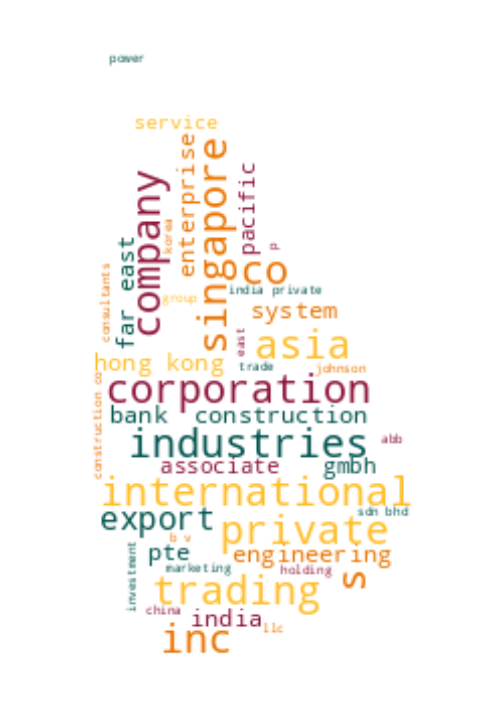 power
service
enterprise
singapore
pacific
company
korea
p
co
far east
consultants
india private
group
system
east
asia
hong kong
trade
johnson
corporation
construction co
bank
construction
industries
abb
associate
gmbh
international
export
sdn bhd
private
b v
pte
engineering
investment
marketing
holding
s
trading
china
india
llc
inc